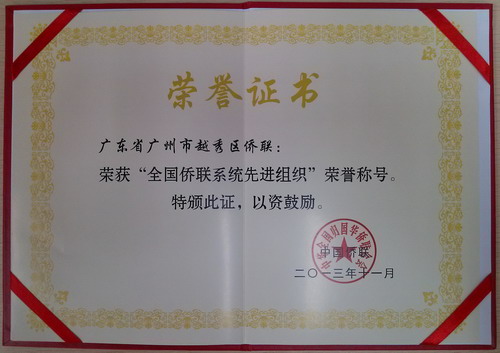 荣誉证书
广东省广州市越秀区侨联：
荣获“全国侨联系统先进组织”荣誉称号。
特颁此证，以资鼓励。
中国侨联
二〇一三年十一月